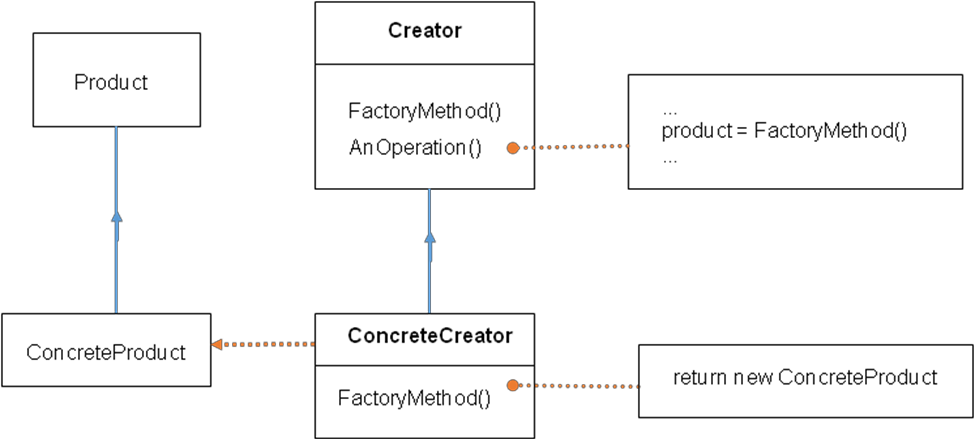 Product
Creator
FactoryMethod()
AnOperation()
...
product = FactoryMethod()
...
ConcreteProduct
ConcreteCreator
FactoryMethod()
return new ConcreteProduct